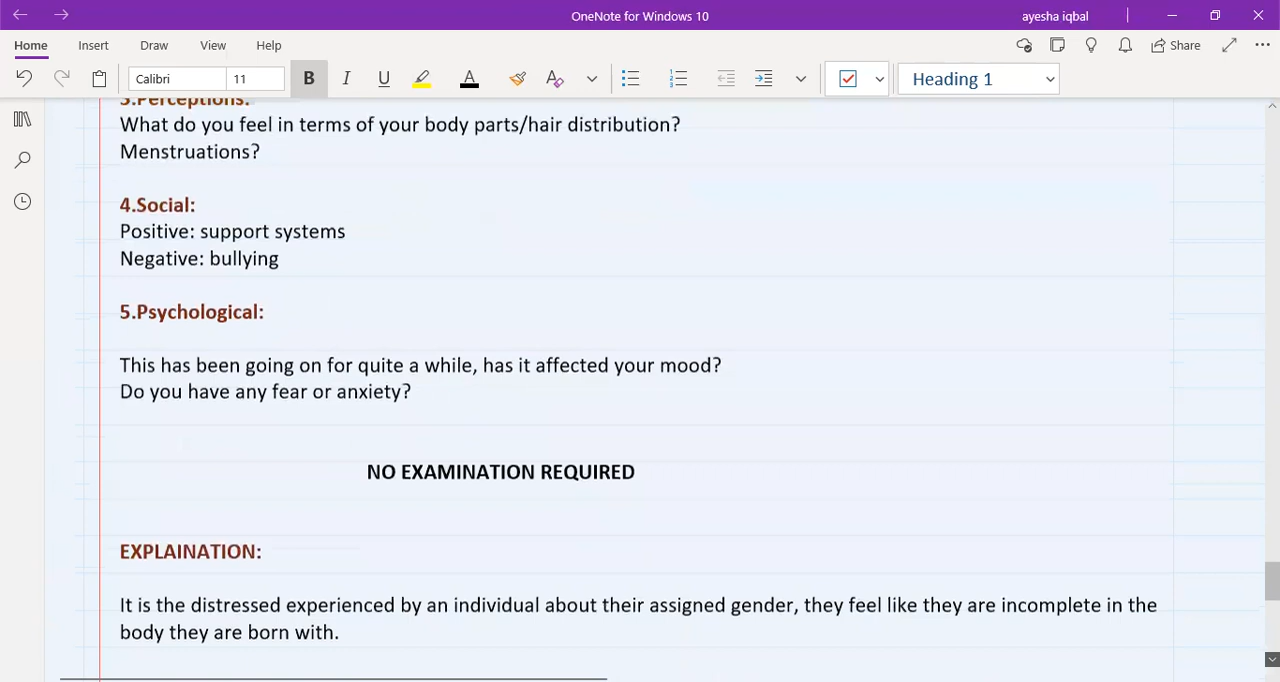 OneNote for Windows 10
ayesha iqbal
Home Insert Draw View Help
Share
Calibri 11 B I U A A Heading 1
3.Perceptions:
What do you feel in terms of your body parts/hair distribution?
Menstruations?
4.Social:
Positive: support systems
Negative: bullying
5.Psychological:
This has been going on for quite a while, has it affected your mood?
Do you have any fear or anxiety?
NO EXAMINATION REQUIRED
EXPLAINATION:
It is the distressed experienced by an individual about their assigned gender, they feel like they are incomplete in the
body they are born with.